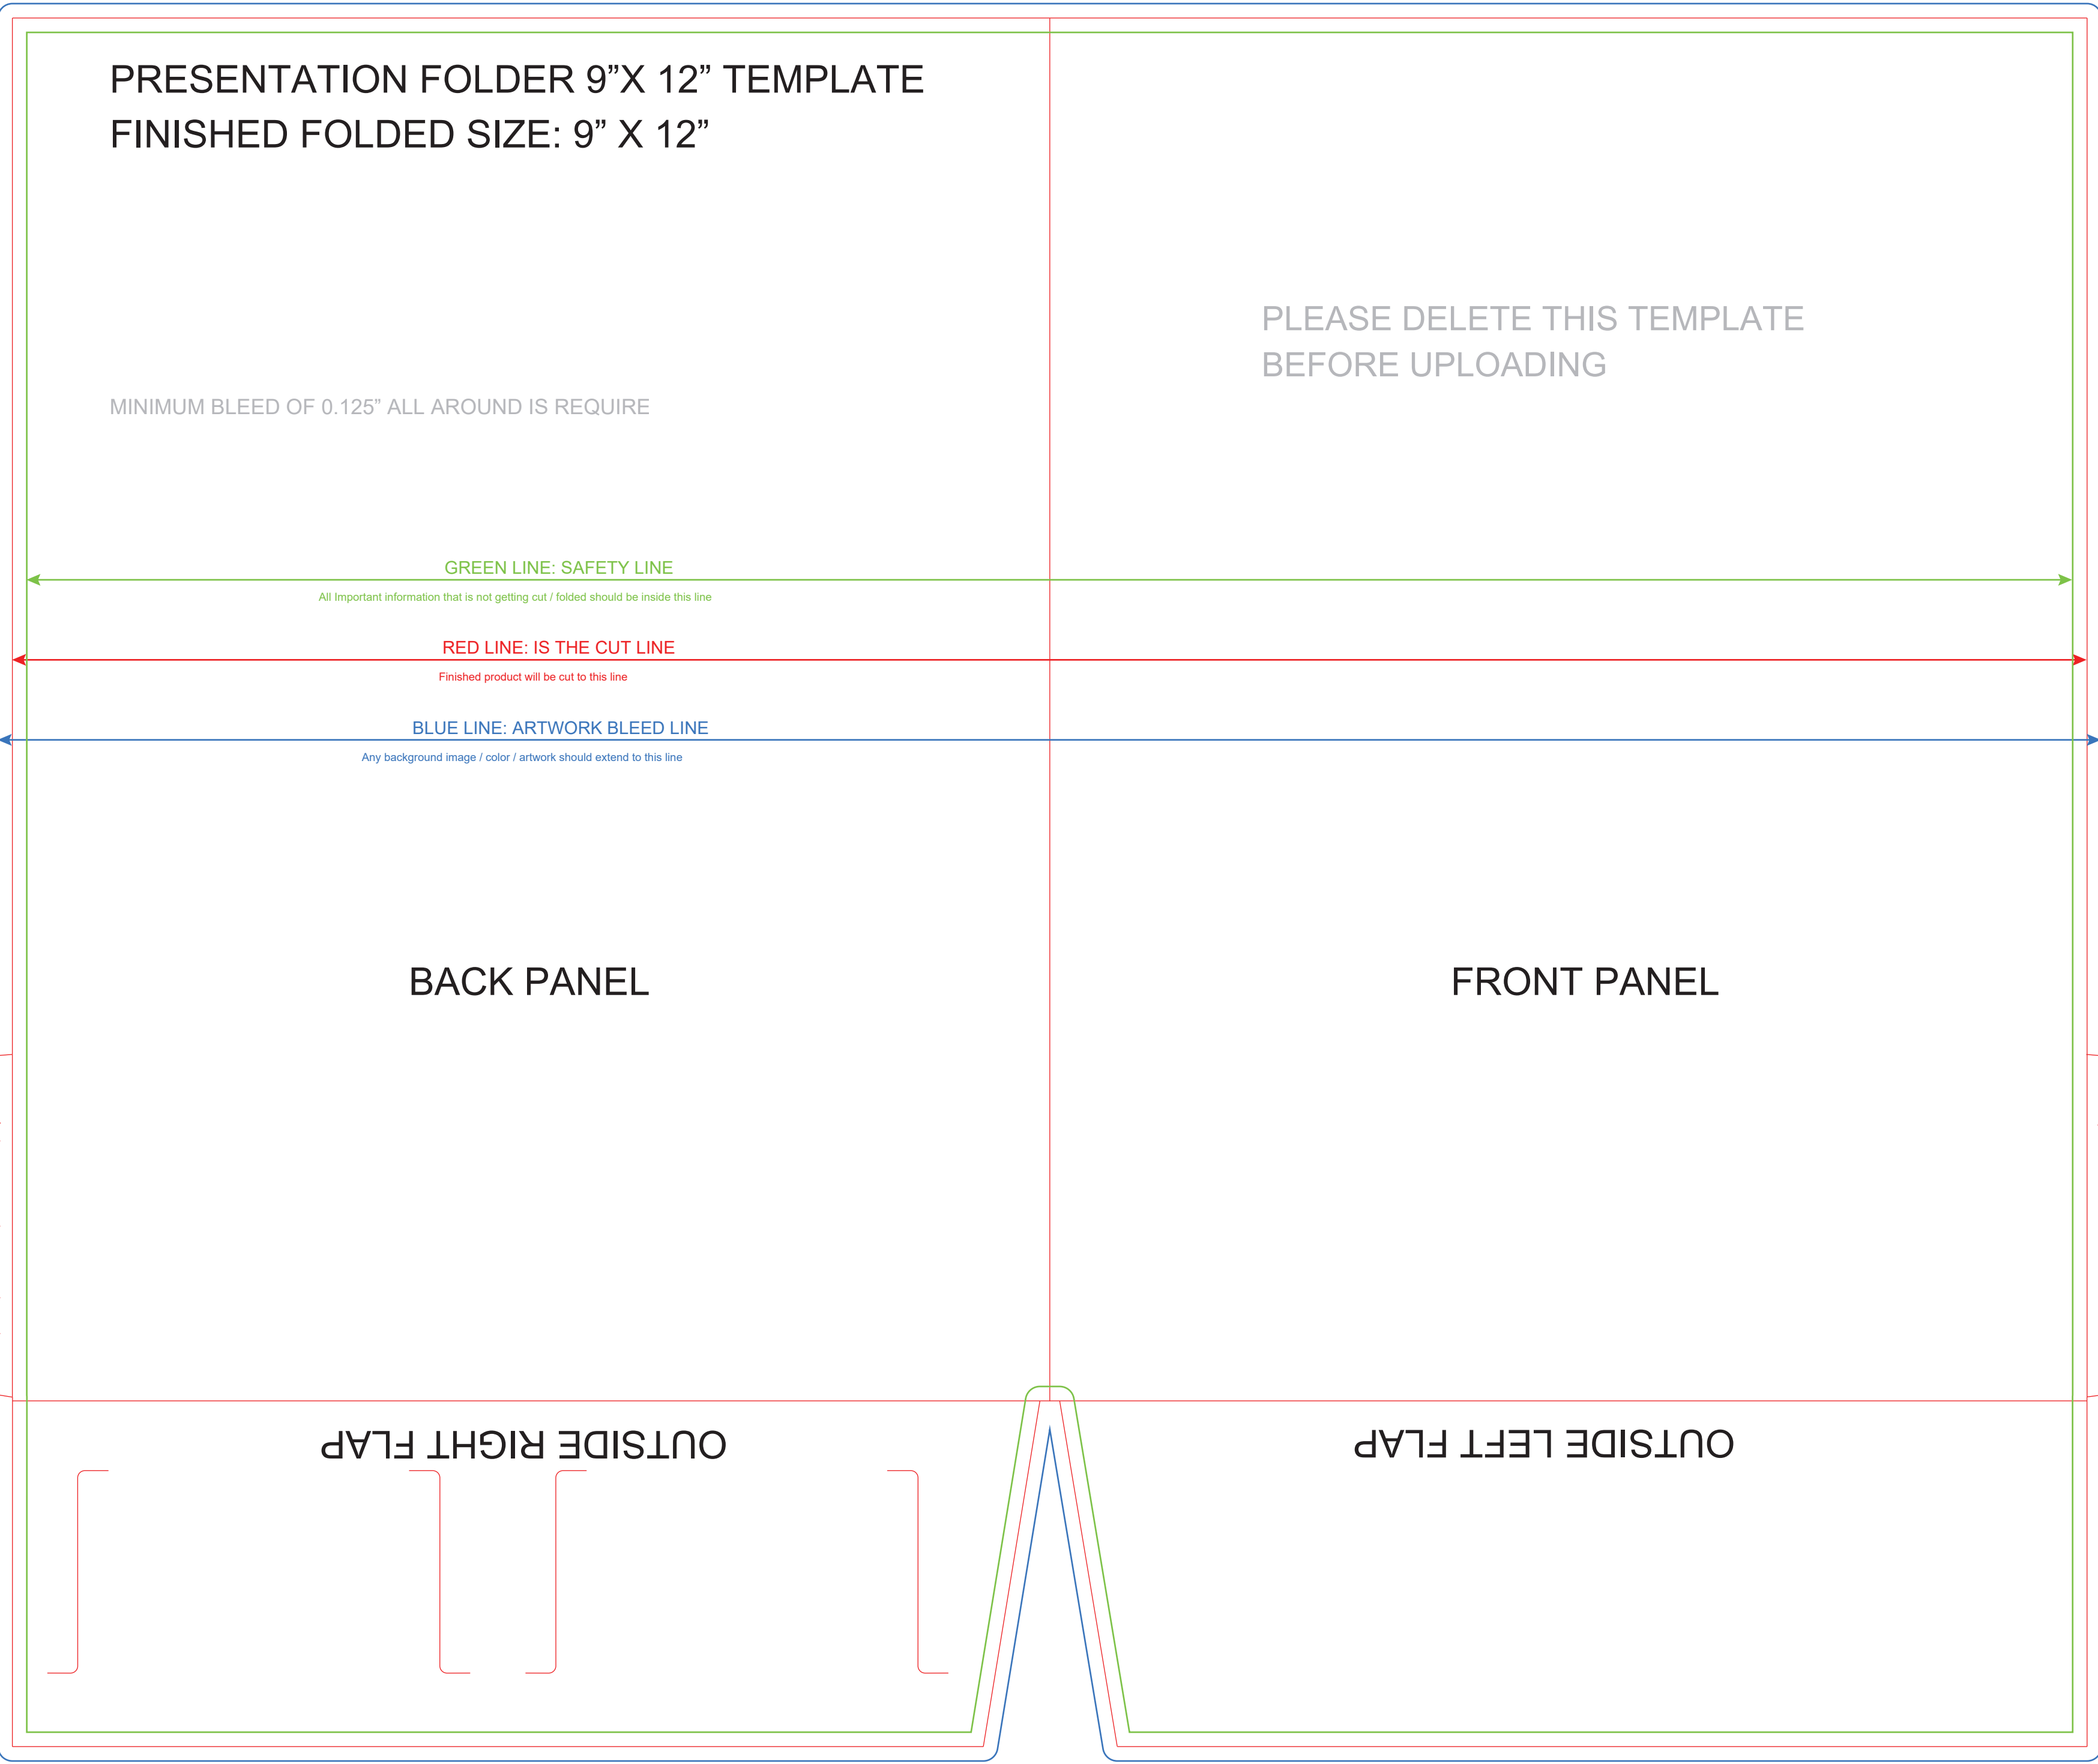 PRESENTATION FOLDER 9”X 12” TEMPLATE
FINISHED FOLDED SIZE: 9” X 12”
PLEASE DELETE THIS TEMPLATE
BEFORE UPLOADING
MINIMUM BLEED OF 0.125” ALL AROUND IS REQUIRE
GREEN LINE: SAFETY LINE
All Important information that is not getting cut / folded should be inside this line
RED LINE: IS THE CUT LINE
Finished product will be cut to this line
BLUE LINE: ARTWORK BLEED LINE
Any background image / color / artwork should extend to this line
BACK PANEL
FRONT PANEL
OUTSIDE RIGHT FLAP
OUTSIDE LEFT FLAP